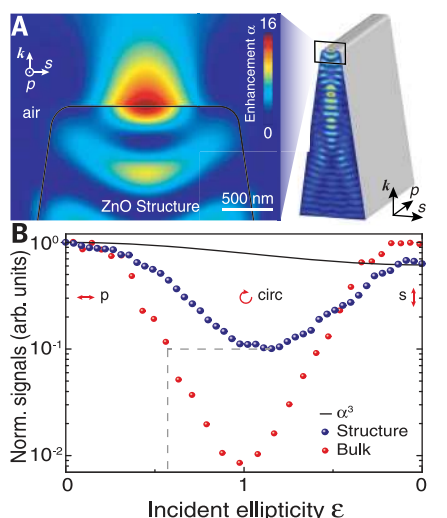 A
16
Enhancement α
0
k
s
p
air
ZnO Structure
500 nm
k
p
s
B
Norm. signals (arb. units)
10⁰
10⁻¹
10⁻²
p
circ
s
α³
Structure
Bulk
0
1
2
Incident ellipticity ε